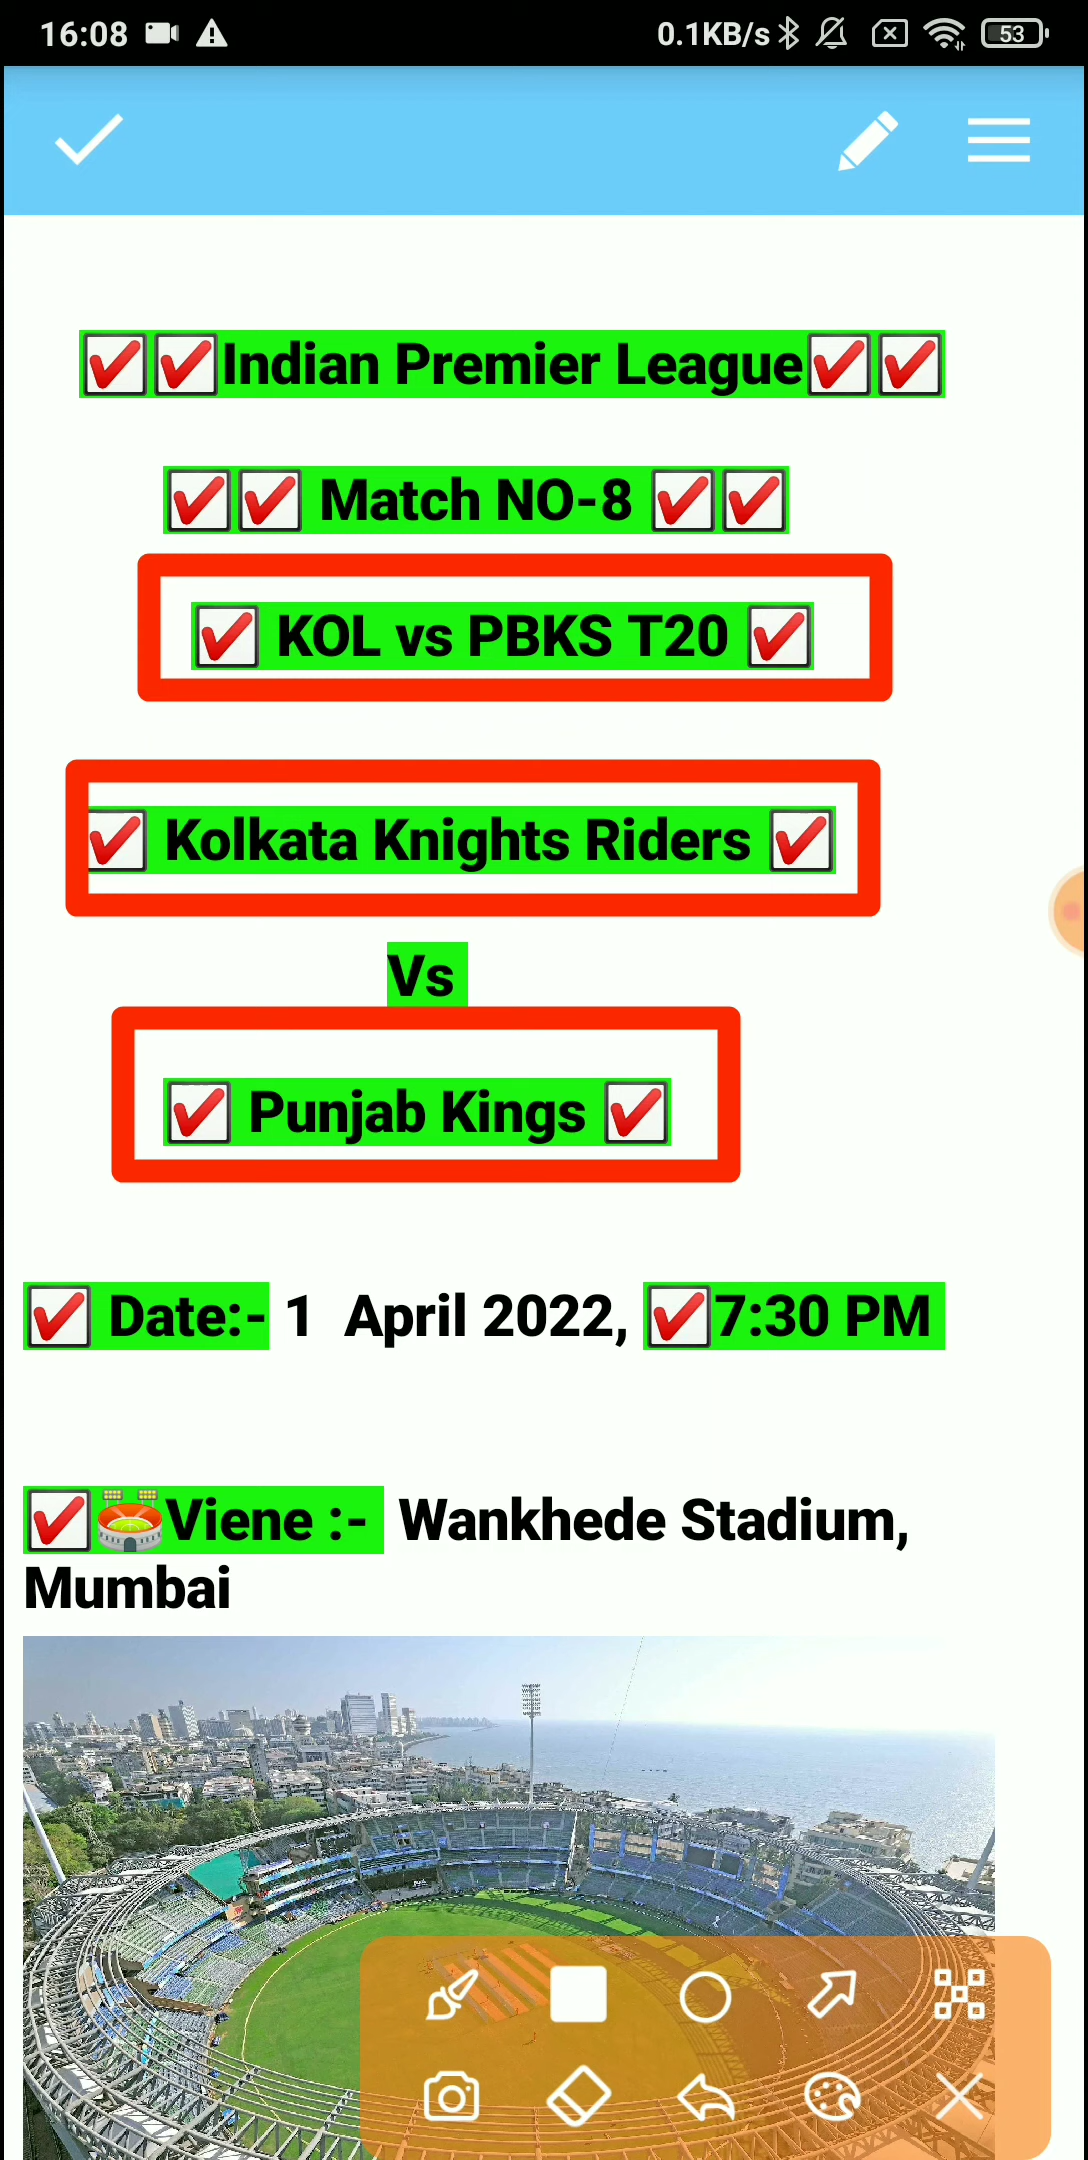 16:08 0.1KB/s 53
✅✅Indian Premier League✅✅
✅✅ Match NO-8 ✅✅
✅ KOL vs PBKS T20 ✅
✅ Kolkata Knights Riders ✅
Vs
✅ Punjab Kings ✅
✅ Date:- 1 April 2022, ✅7:30 PM
✅🏟️Viene :- Wankhede Stadium,
Mumbai